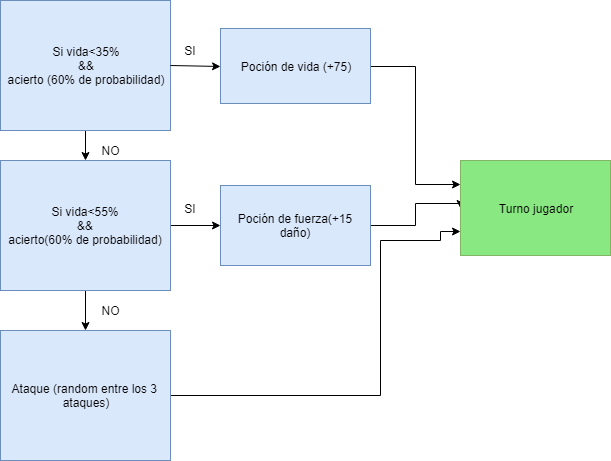 Si vida<35%
&&
acierto (60% de probabilidad)
SI
Poción de vida (+75)
NO
Si vida<55%
&&
acierto(60% de probabilidad)
SI
Poción de fuerza(+15
daño)
Turno jugador
NO
Ataque (random entre los 3
ataques)